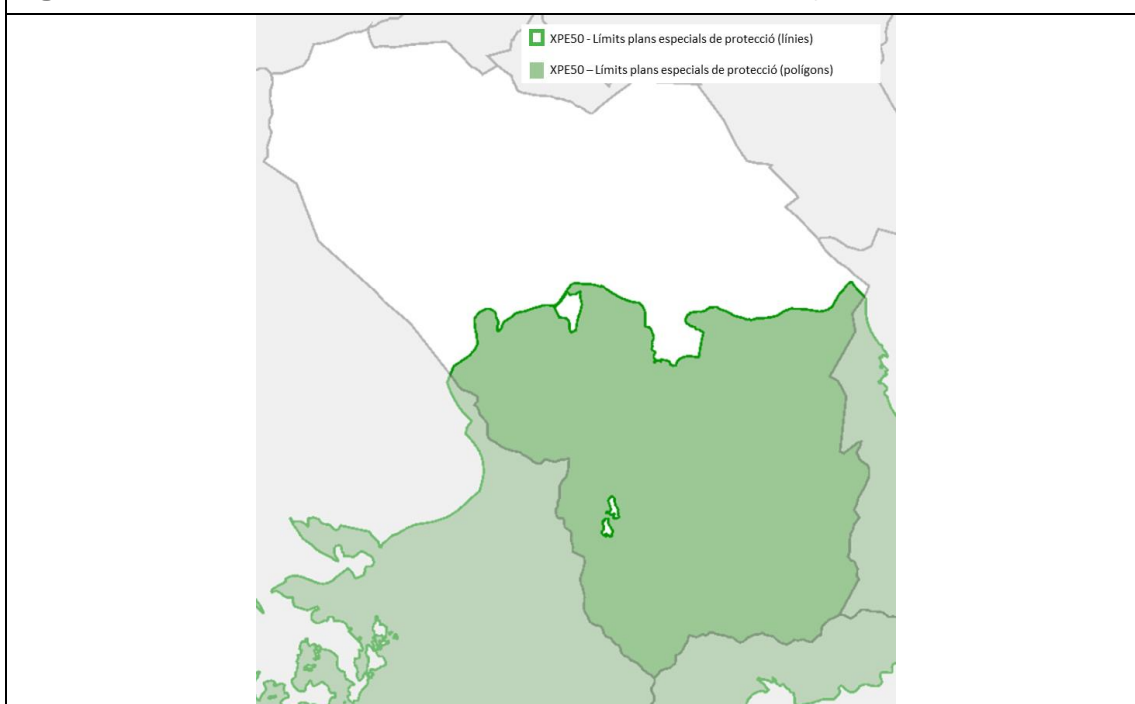 XPE50 - Límits plans especials de protecció (línies)
XPE50 – Límits plans especials de protecció (polígons)